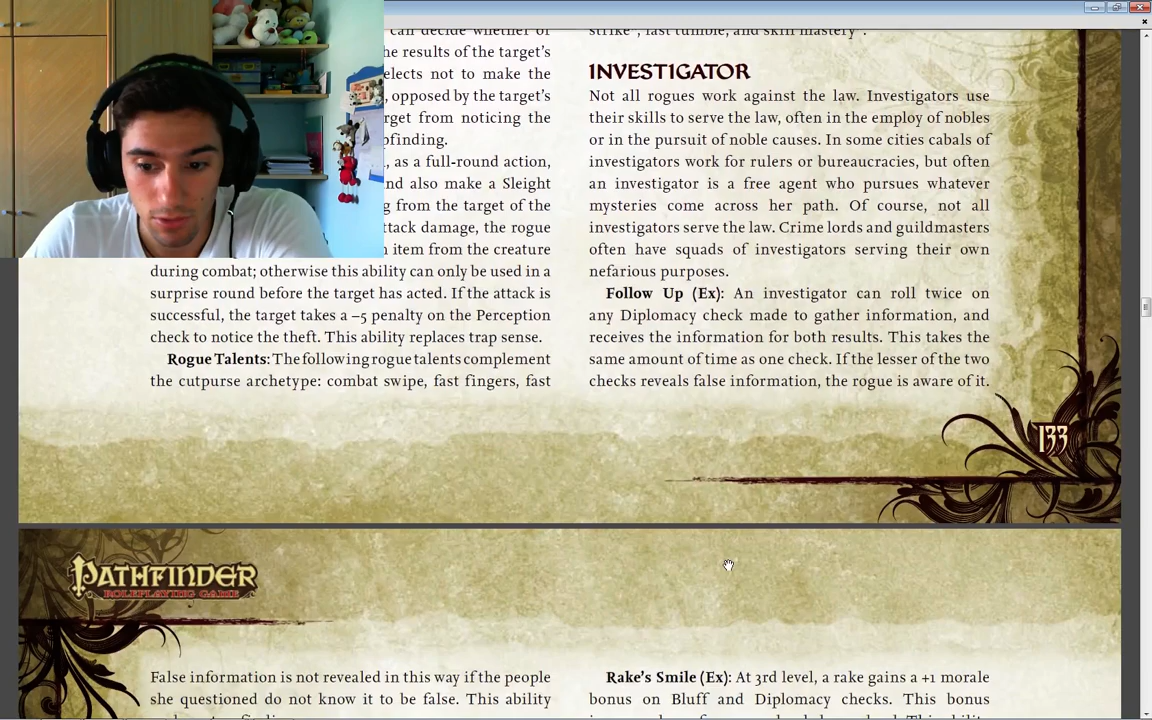 can decide whether or
he results of the target's
elects not to make the
, opposed by the target's
rget from noticing the
ofinding.
, as a full-round action,
nd also make a Sleight
g from the target of the
ttack damage, the rogue
item from the creature
during combat; otherwise this ability can only be used in a
surprise round before the target has acted. If the attack is
successful, the target takes a –5 penalty on the Perception
check to notice the theft. This ability replaces trap sense.
Rogue Talents: The following rogue talents complement
the cutpurse archetype: combat swipe, fast fingers, fast
strike*, fast tumble, and skill mastery*.
INVESTIGATOR
Not all rogues work against the law. Investigators use
their skills to serve the law, often in the employ of nobles
or in the pursuit of noble causes. In some cities cabals of
investigators work for rulers or bureaucracies, but often
an investigator is a free agent who pursues whatever
mysteries come across her path. Of course, not all
investigators serve the law. Crime lords and guildmasters
often have squads of investigators serving their own
nefarious purposes.
Follow Up (Ex): An investigator can roll twice on
any Diplomacy check made to gather information, and
receives the information for both results. This takes the
same amount of time as one check. If the lesser of the two
checks reveals false information, the rogue is aware of it.
133
PATHFINDER
ROLEPLAYING GAME
False information is not revealed in this way if the people
she questioned do not know it to be false. This ability
Rake's Smile (Ex): At 3rd level, a rake gains a +1 morale
bonus on Bluff and Diplomacy checks. This bonus